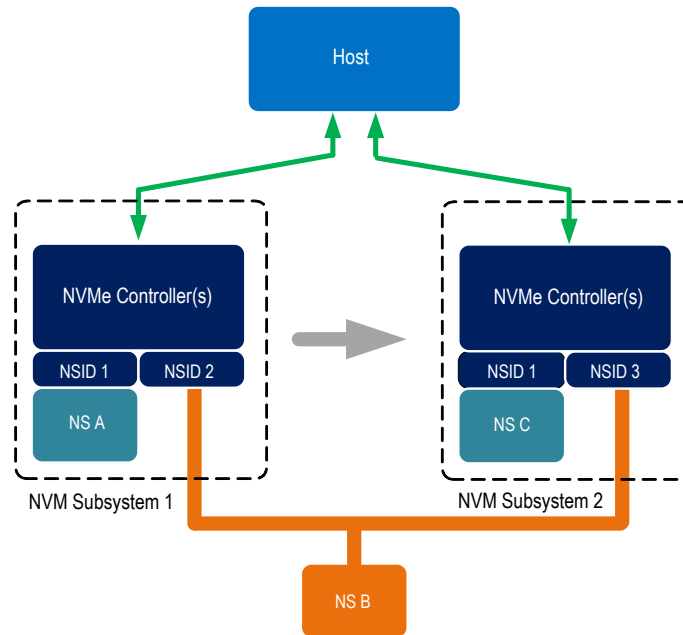 Host
NVMe Controller(s)
NVMe Controller(s)
NSID 1
NSID 2
NSID 1
NSID 3
NS A
NS C
NVM Subsystem 1
NVM Subsystem 2
NS B